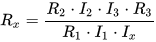 R_x = \frac{R_2 \cdot I_2 \cdot I_3 \cdot R_3}{R_1 \cdot I_1 \cdot I_x}